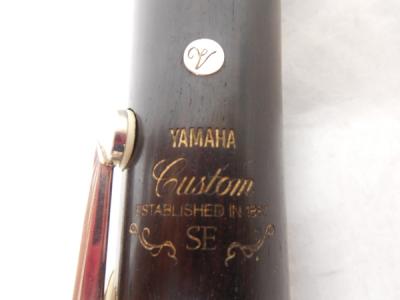 V
YAMAHA
Custom
ESTABLISHED IN
SE